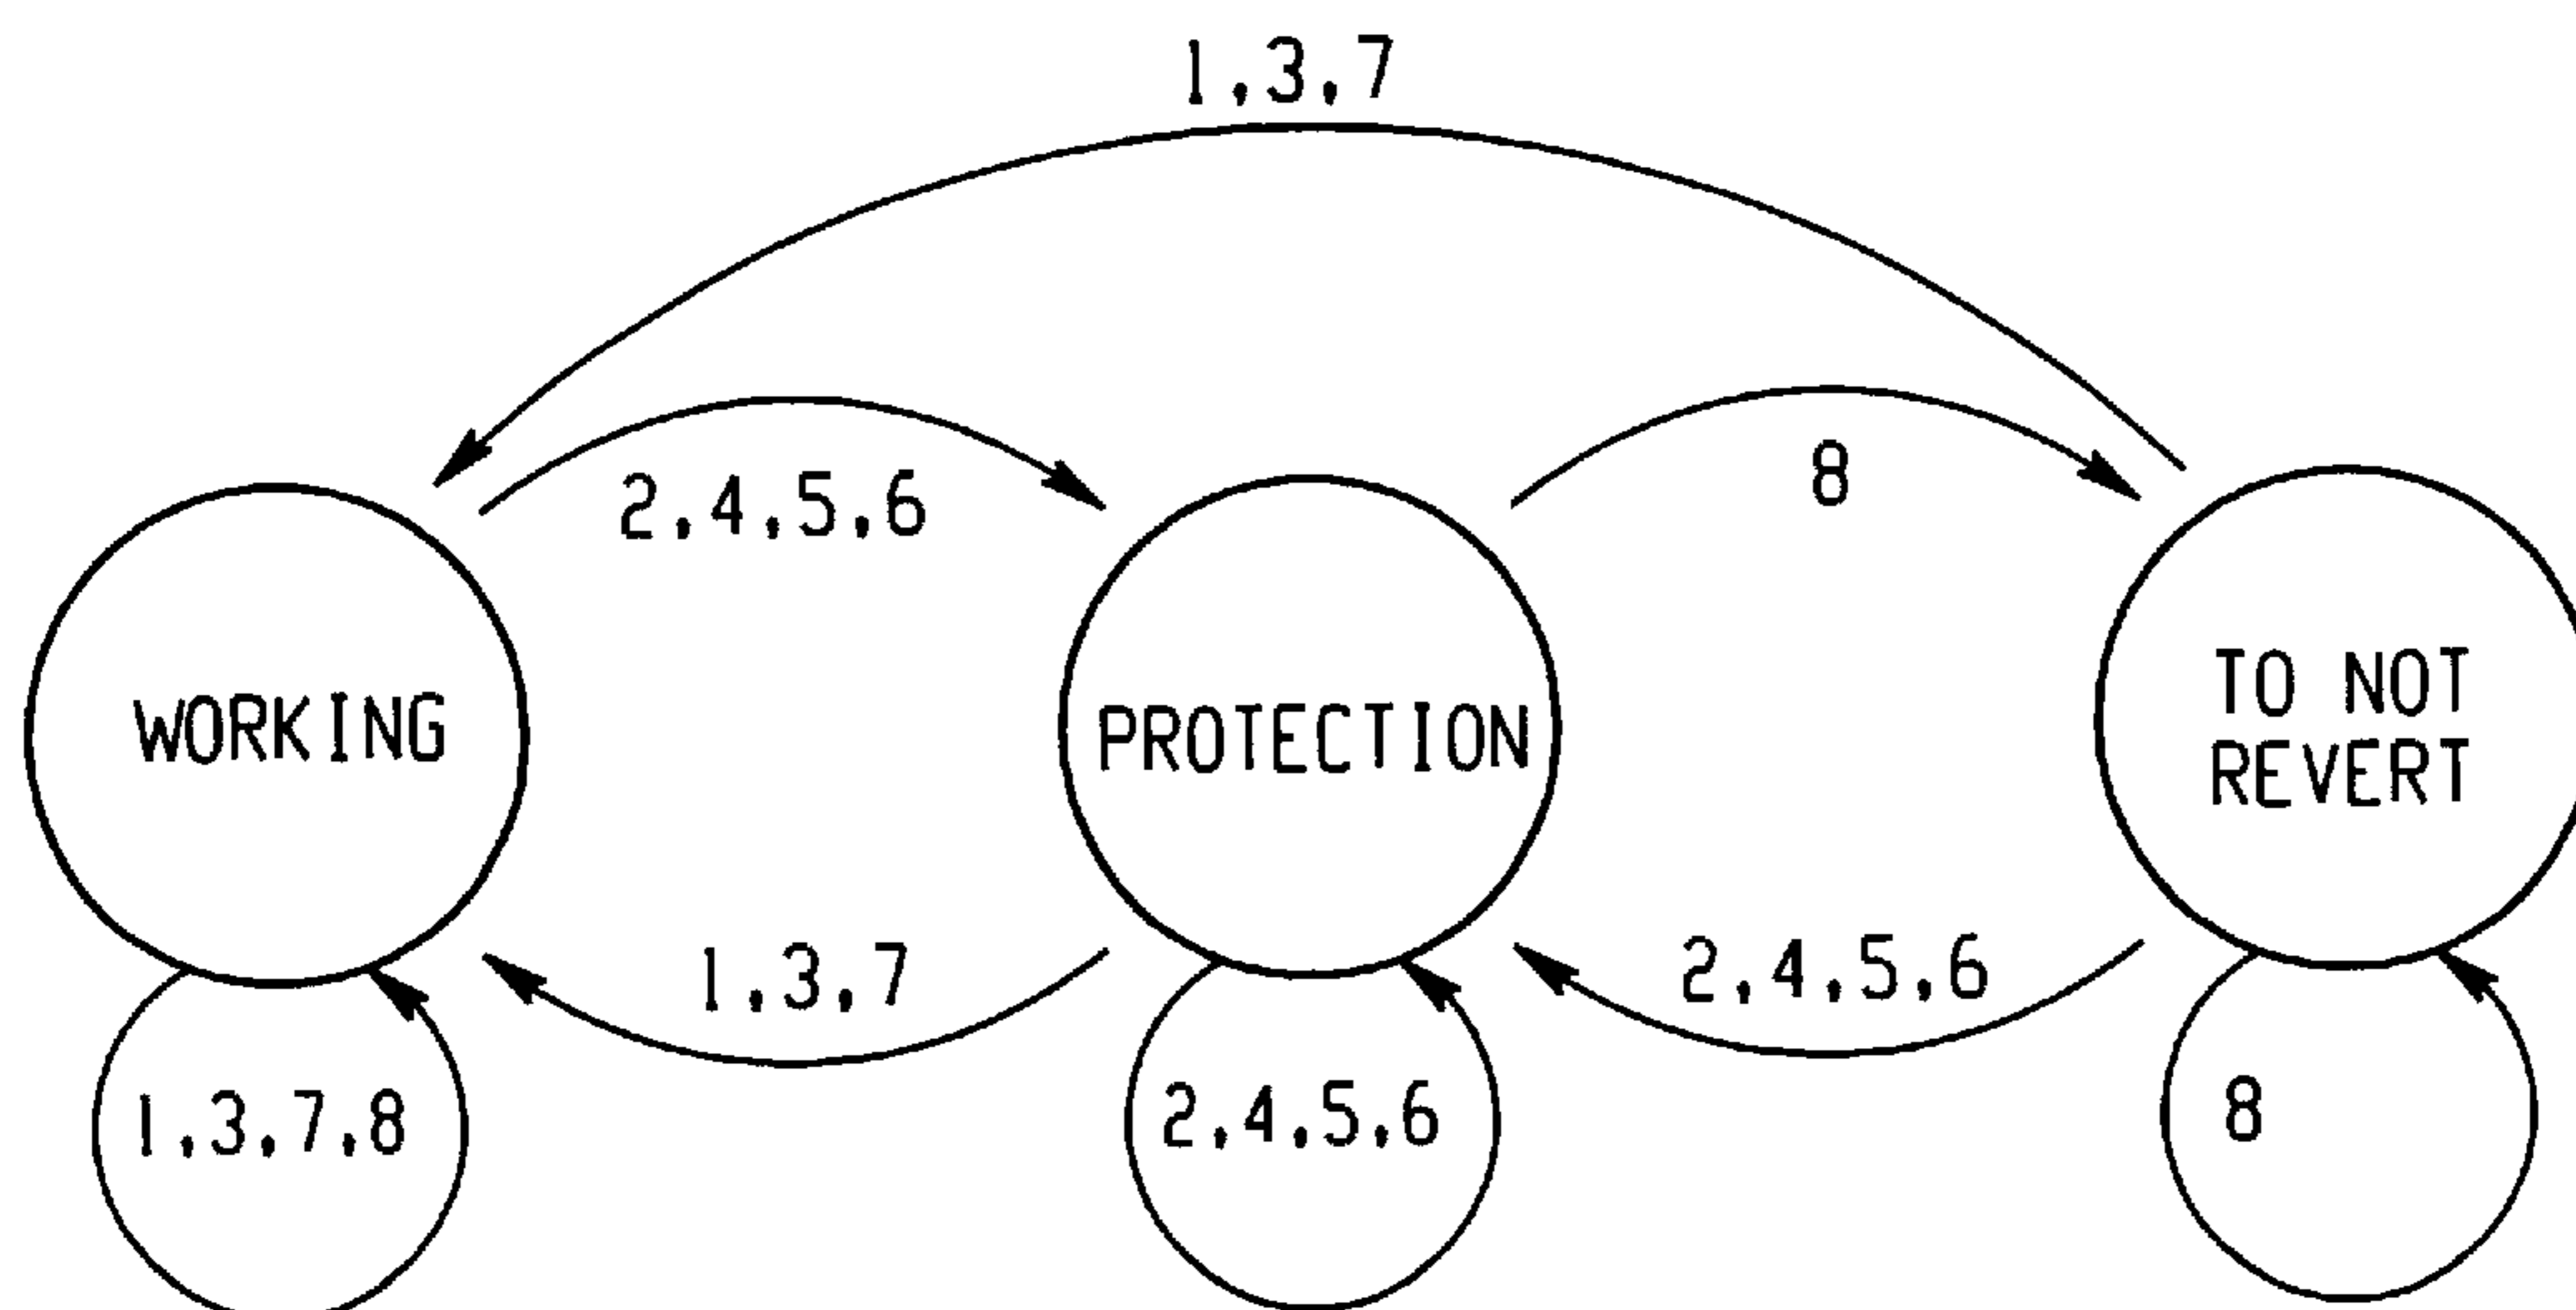 1,3,7
2,4,5,6
8
WORKING
PROTECTION
TO NOT
REVERT
1,3,7
2,4,5,6
1,3,7,8
2,4,5,6
8